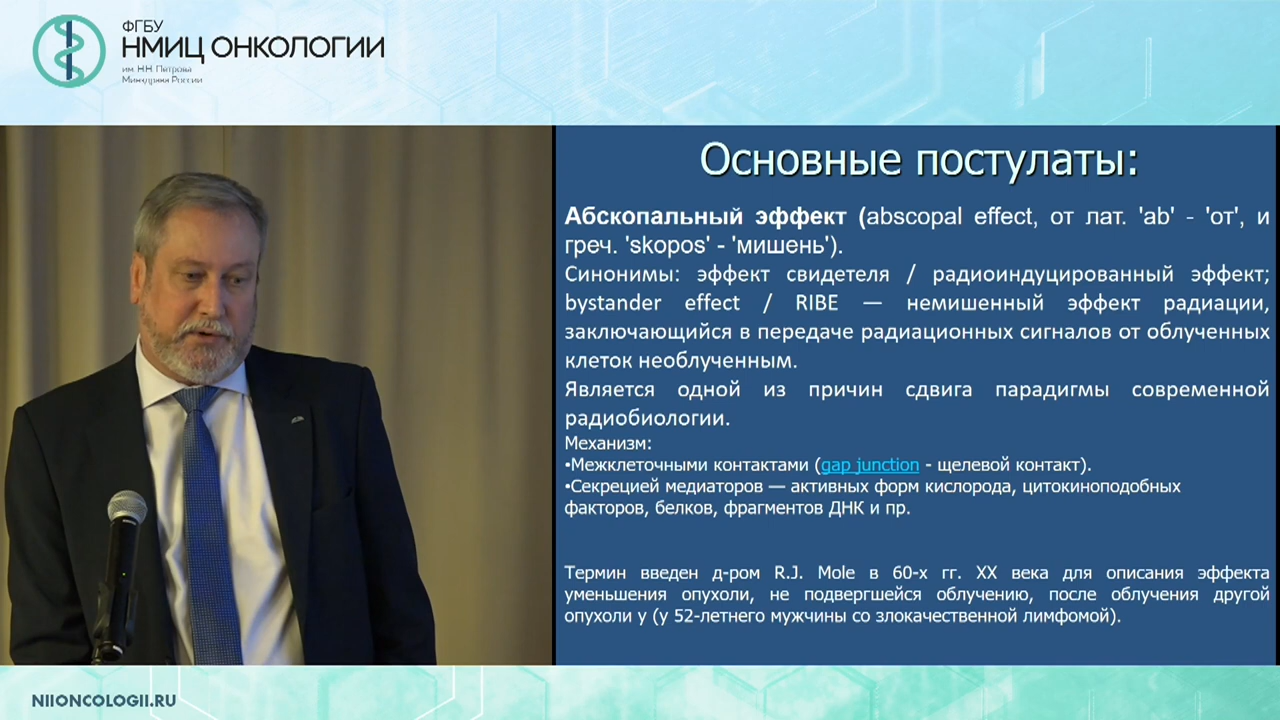 ФГБУ
НМИЦ ОНКОЛОГИИ
им. Н.Н. Петрова
Минздрава России
Основные постулаты:
Абскопальный эффект (abscopal effect, от лат. 'ab' - 'от', и
греч. 'skopos' - 'мишень').
Синонимы: эффект свидетеля / радиоиндуцированный эффект;
bystander effect / RIBE — немишенный эффект радиации,
заключающийся в передаче радиационных сигналов от облученных
клеток необлученным.
Является одной из причин сдвига парадигмы современной
радиобиологии.
Механизм:
•Межклеточными контактами (gap junction - щелевой контакт).
•Секрецией медиаторов — активных форм кислорода, цитокиноподобных
факторов, белков, фрагментов ДНК и пр.
Термин введен д-ром R.J. Mole в 60-х гг. XX века для описания эффекта
уменьшения опухоли, не подвергшейся облучению, после облучения другой
опухоли у (у 52-летнего мужчины со злокачественной лимфомой).
NIIONCOLOGII.RU